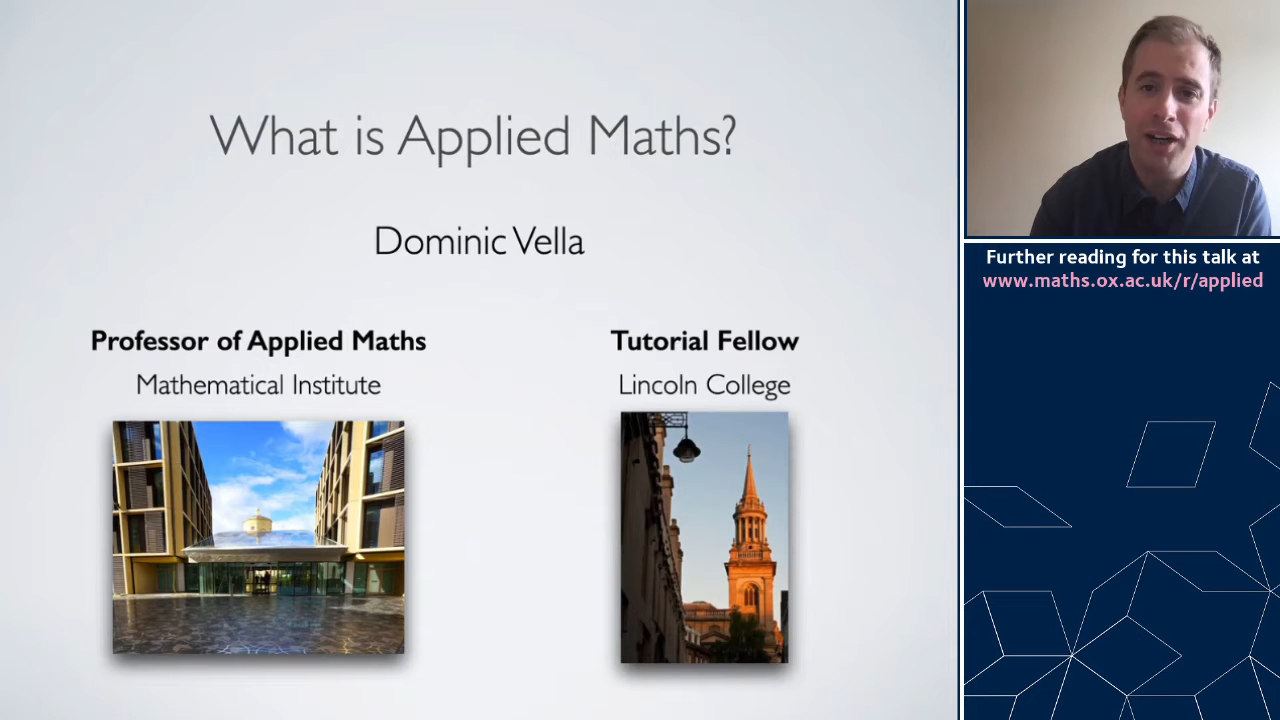 What is Applied Maths?
Dominic Vella
Professor of Applied Maths
Mathematical Institute
Tutorial Fellow
Lincoln College
Further reading for this talk at
www.maths.ox.ac.uk/r/applied